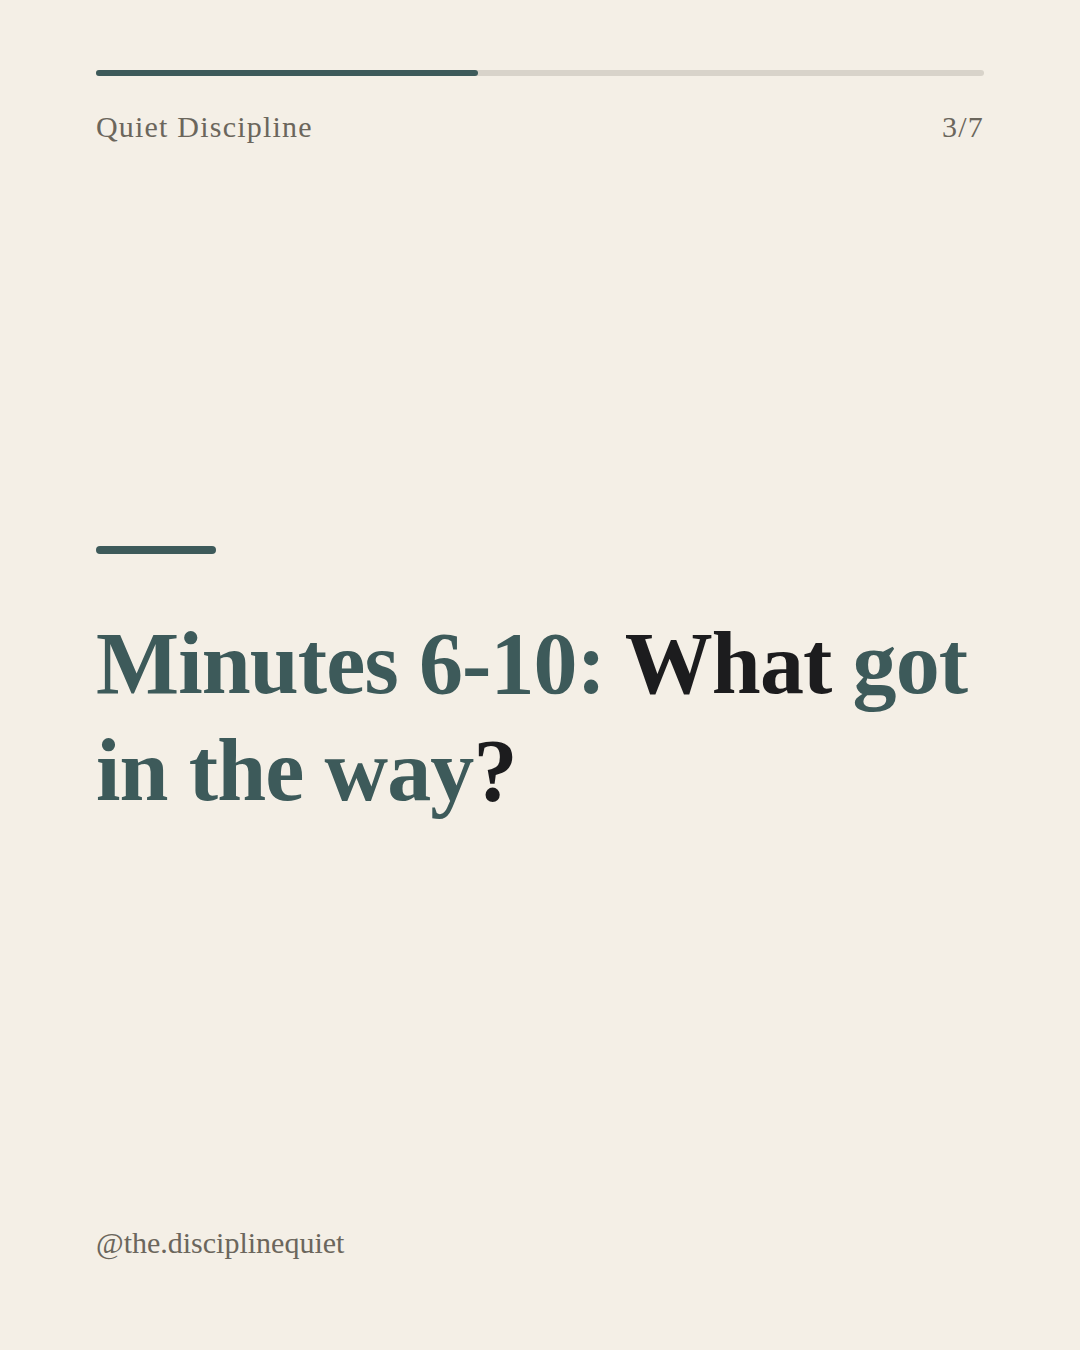 Quiet Discipline
3/7
Minutes 6-10: What got
in the way?
@the.disciplinequiet